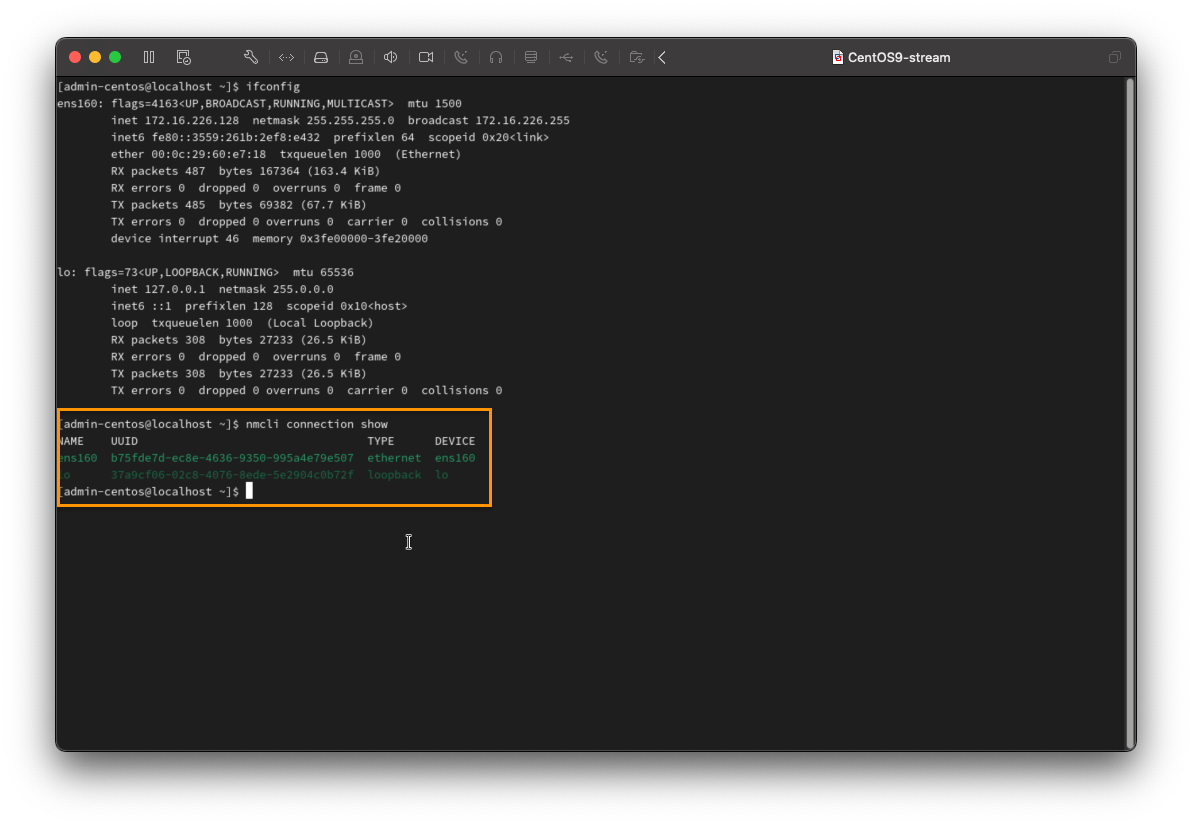 CentOS9-stream
[admin-centos@localhost ~]$ ifconfig
ens160: flags=4163<UP,BROADCAST,RUNNING,MULTICAST>  mtu 1500
        inet 172.16.226.128  netmask 255.255.255.0  broadcast 172.16.226.255
        inet6 fe80::3559:261b:2ef8:e432  prefixlen 64  scopeid 0x20<link>
        ether 00:0c:29:60:e7:18  txqueuelen 1000  (Ethernet)
        RX packets 487  bytes 167364 (163.4 KiB)
        RX errors 0  dropped 0  overruns 0  frame 0
        TX packets 485  bytes 69382 (67.7 KiB)
        TX errors 0  dropped 0 overruns 0  carrier 0  collisions 0
        device interrupt 46  memory 0x3fe00000-3fe20000
lo: flags=73<UP,LOOPBACK,RUNNING>  mtu 65536
        inet 127.0.0.1  netmask 255.0.0.0
        inet6 ::1  prefixlen 128  scopeid 0x10<host>
        loop  txqueuelen 1000  (Local Loopback)
        RX packets 308  bytes 27233 (26.5 KiB)
        RX errors 0  dropped 0  overruns 0  frame 0
        TX packets 308  bytes 27233 (26.5 KiB)
        TX errors 0  dropped 0 overruns 0  carrier 0  collisions 0
[admin-centos@localhost ~]$ nmcli connection show
NAME    UUID                                  TYPE      DEVICE
ens160  b75fde7d-ec8e-4636-9350-995a4e79e507  ethernet  ens160
lo      37a9cf06-02c8-4076-8ede-5e2904c0b72f  loopback  lo
[admin-centos@localhost ~]$